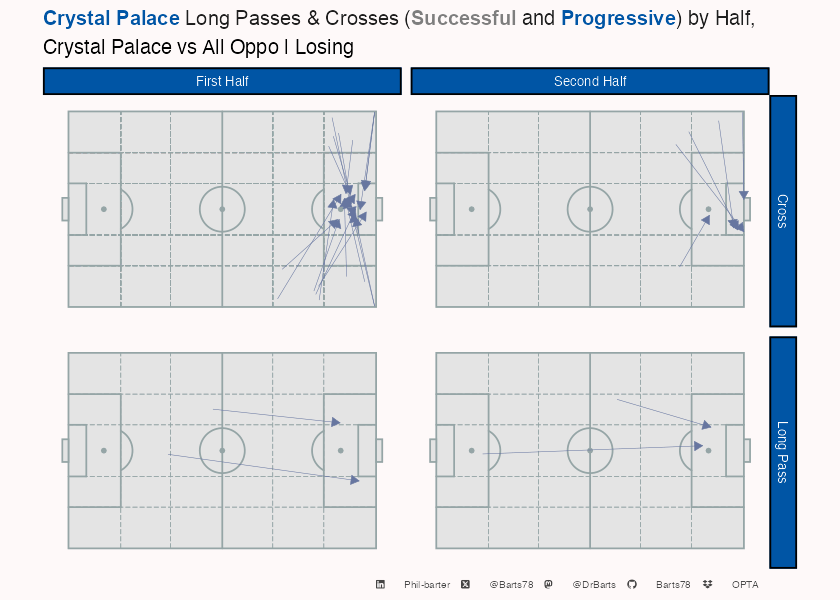 Crystal Palace Long Passes & Crosses (Successful and Progressive) by Half,
Crystal Palace vs All Oppo | Losing
First Half
Second Half
Cross
Long Pass
Phil-barter @Barts78 @DrBarts Barts78 OPTA